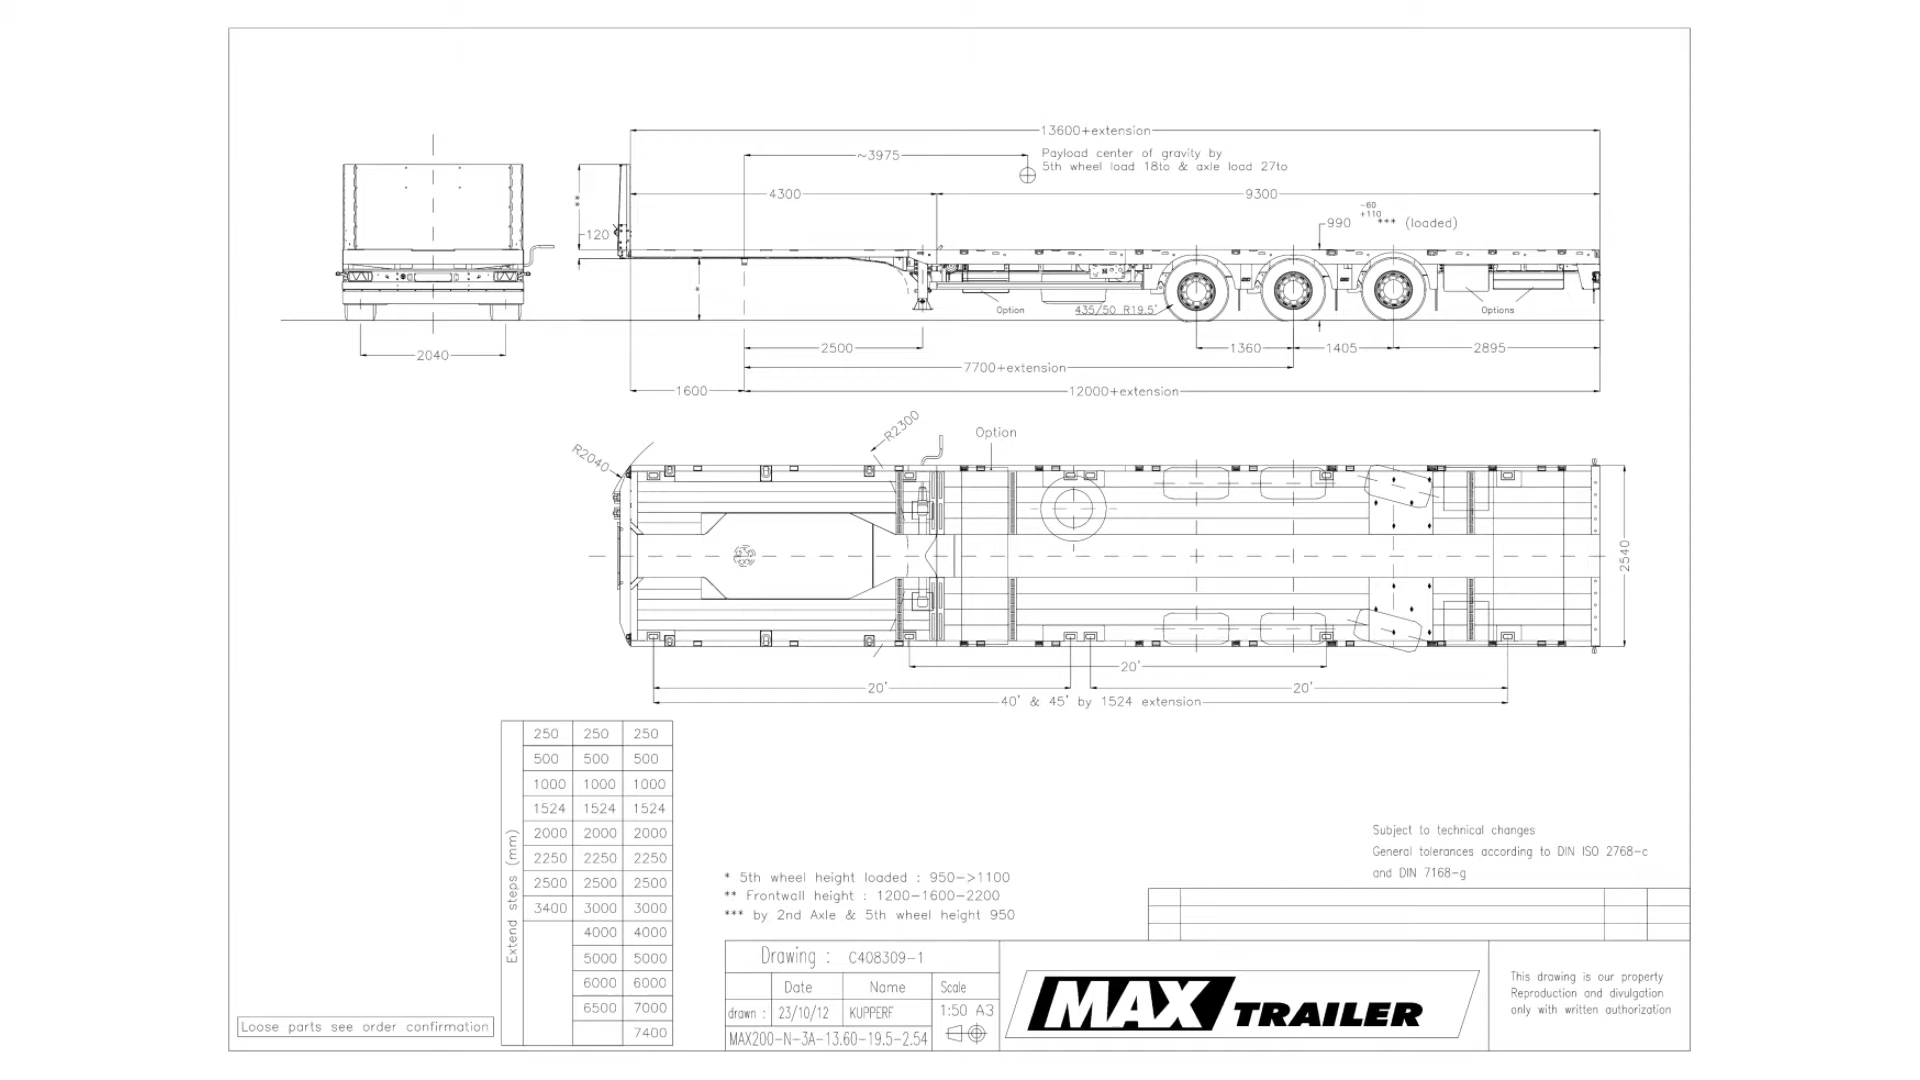 13600+extension
~3975
Payload center of gravity by
5th wheel load 18to & axle load 27to
4300
9300
-60
+110
990 *** (loaded)
**
120
*
Option
435/50 R19.5'
Options
2040
2500
1360
1405
2895
7700+extension
1600
12000+extension
R2040
R2300
Option
2540
20'
20'
20'
40' & 45' by 1524 extension
Extend steps (mm)
250 250 250
500 500 500
1000 1000 1000
1524 1524 1524
2000 2000 2000
2250 2250 2250
2500 2500 2500
3400 3000 3000
4000 4000
5000 5000
6000 6000
6500 7000
7400
Loose parts see order confirmation
* 5th wheel height loaded : 950->1100
** Frontwall height : 1200-1600-2200
*** by 2nd Axle & 5th wheel height 950
Subject to technical changes
General tolerances according to DIN ISO 2768-c
and DIN 7168-g
Drawing : C408309-1
Date Name Scale
drawn : 23/10/12 KUPPERF 1:50 A3
MAX200-N-3A-13.60-19.5-2.54
MAX TRAILER
This drawing is our property
Reproduction and divulgation
only with written authorization